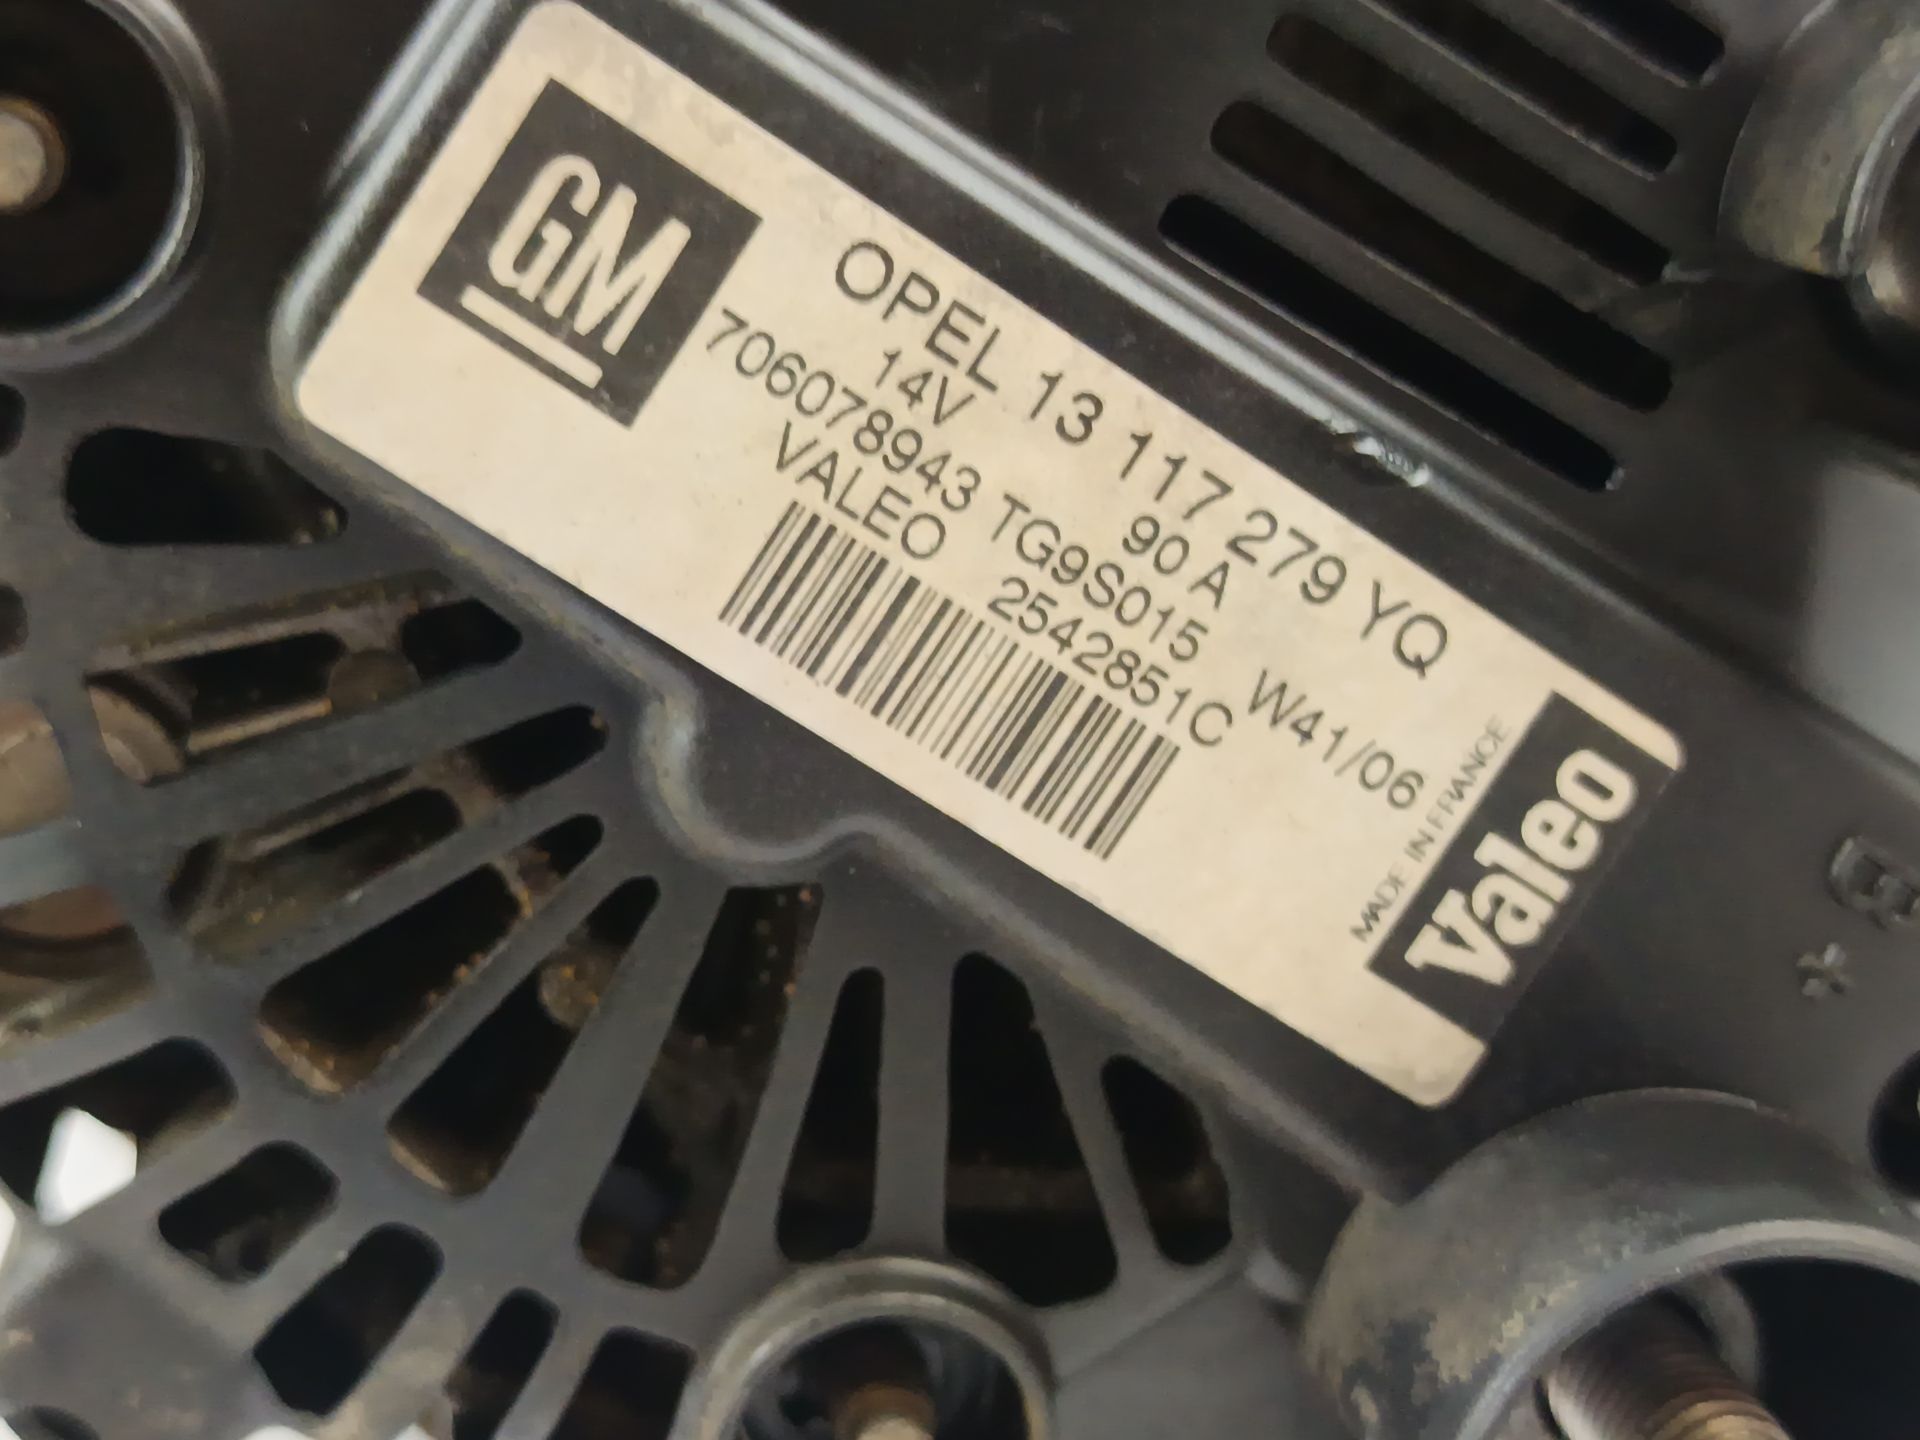 GM
OPEL 13 117 279 YQ
14V 90 A
706078943 TG9S015 W41/06
VALEO 2542851C
MADE IN FRANCE
Valeo
B
*